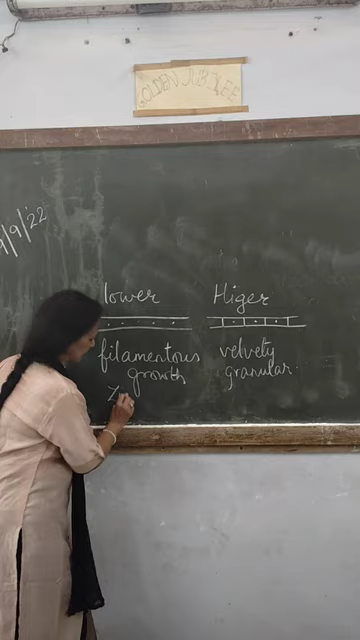 GOLDEN JUBILEE
9/9/22
lower Higer
filamentous velvety
growth granular.